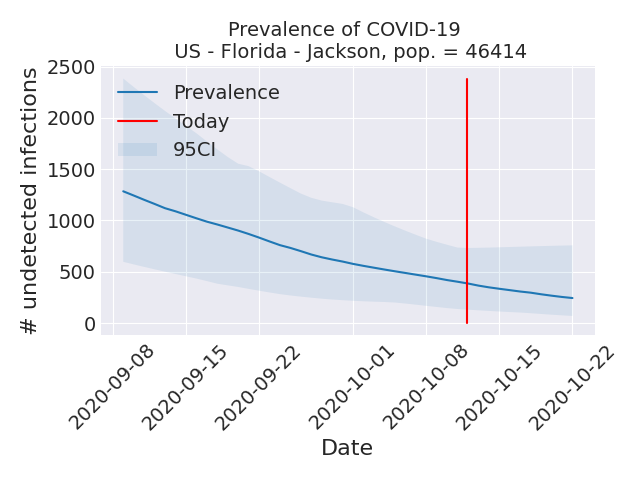 Prevalence of COVID-19
US - Florida - Jackson, pop. = 46414
# undetected infections
2500
2000
1500
1000
500
0
Prevalence
Today
95CI
2020-09-08
2020-09-15
2020-09-22
2020-10-01
2020-10-08
2020-10-15
2020-10-22
Date